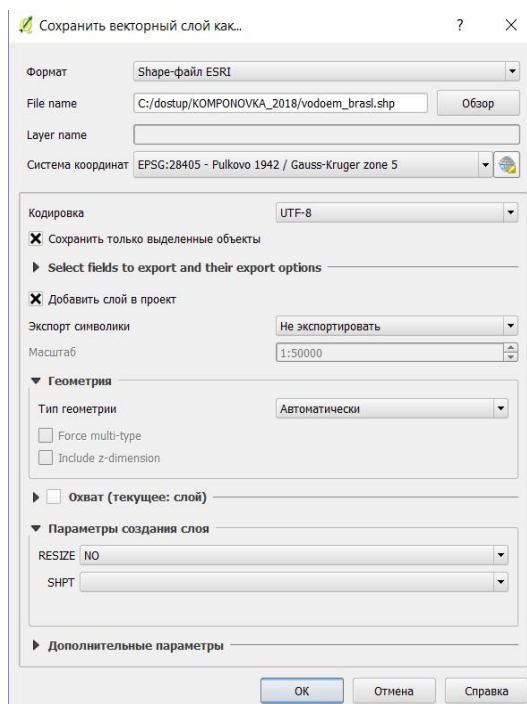 Сохранить векторный слой как...
Формат Shape-файл ESRI
File name C:/dostup/KOMPONOVKA_2018/vodoem_brasl.shp Обзор
Layer name
Система координат EPSG:28405 - Pulkovo 1942 / Gauss-Kruger zone 5
Кодировка UTF-8
Сохранить только выделенные объекты
Select fields to export and their export options
Добавить слой в проект
Экспорт символики Не экспортировать
Масштаб 1:50000
Геометрия
Тип геометрии Автоматически
Force multi-type
Include z-dimension
Охват (текущее: слой)
Параметры создания слоя
RESIZE NO
SHPT
Дополнительные параметры
OK Отмена Справка